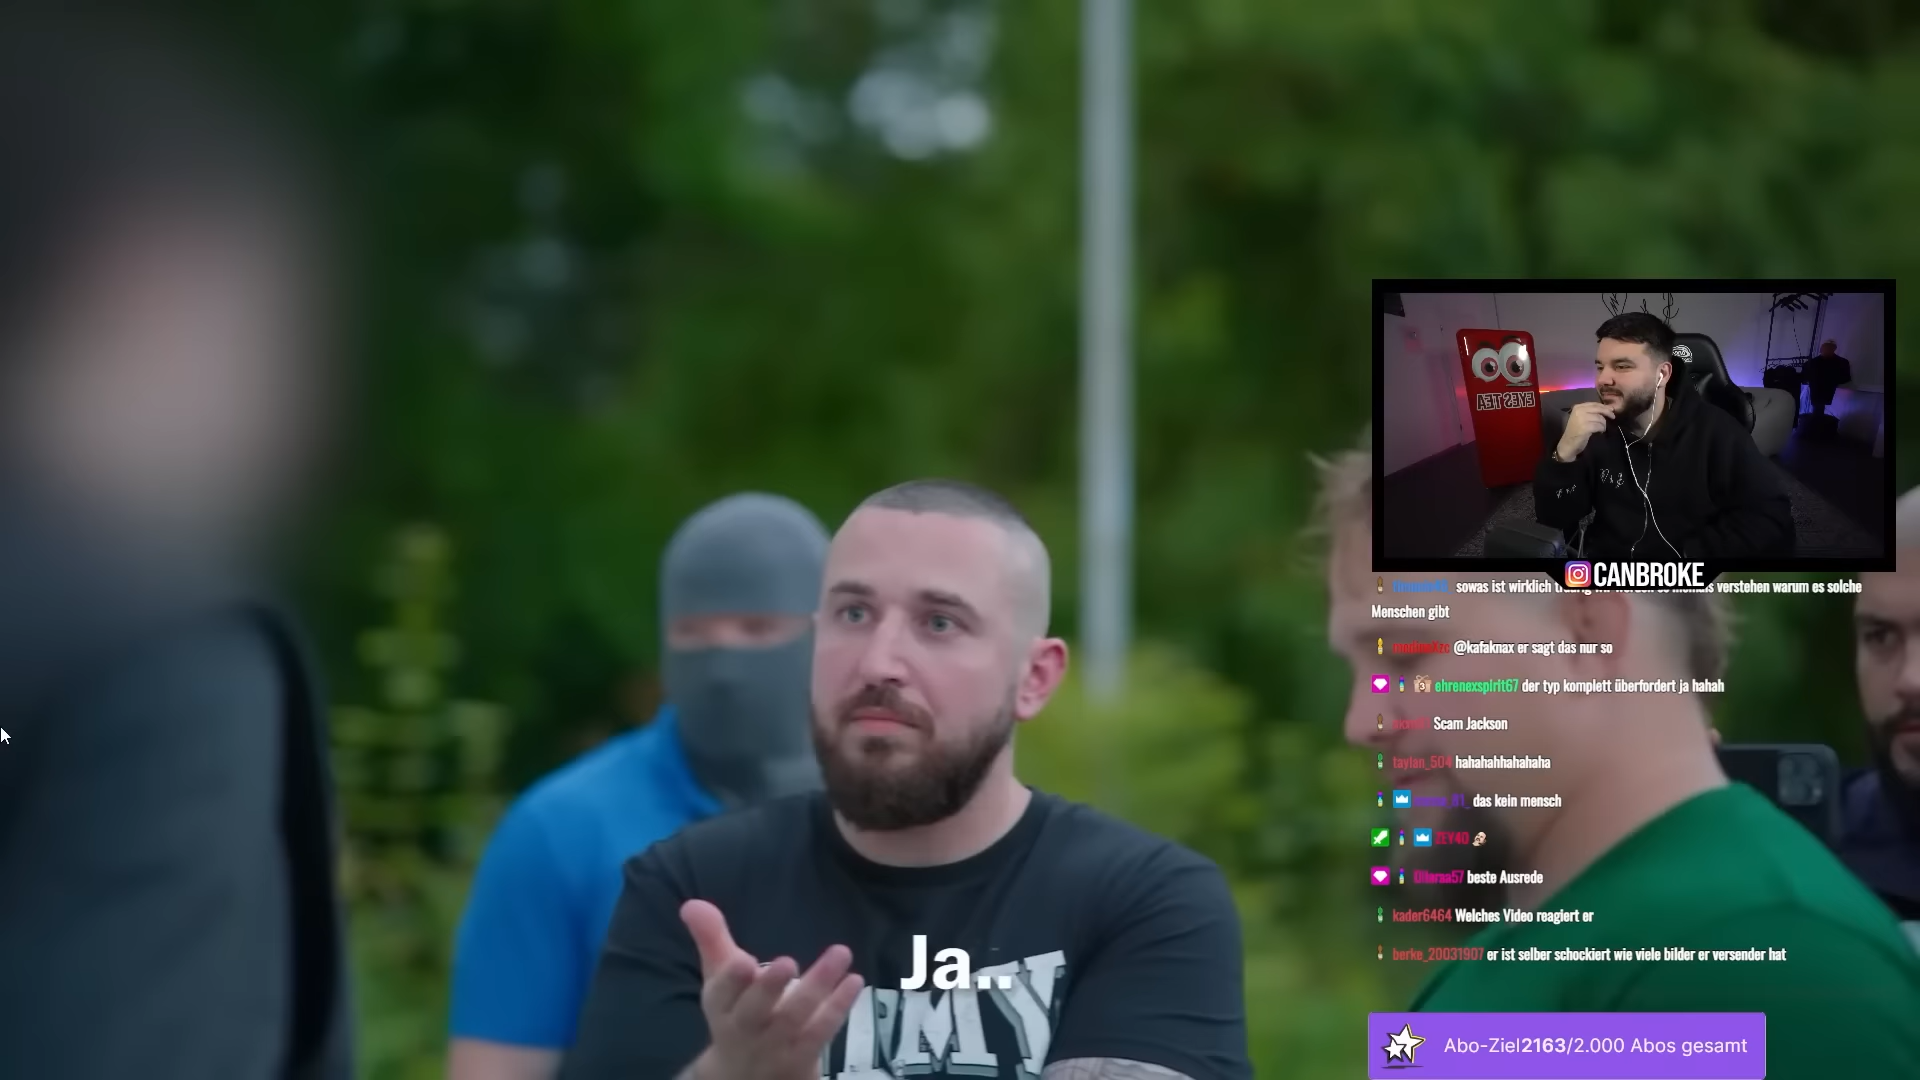 EYES TEA
CANBROKE
sowas ist wirklich verstehen warum es solche
Menschen gibt
@kafaknax er sagt das nur so
ehrenexspirit67 der typ komplett überfordert ja hahah
Scam Jackson
taylan_504 hahahahhahahaha
das kein mensch
ZEY40
beste Ausrede
kader6464 Welches Video reagiert er
berke_20031907 er ist selber schockiert wie viele bilder er versender hat
Ja..
Abo-Ziel2163/2.000 Abos gesamt